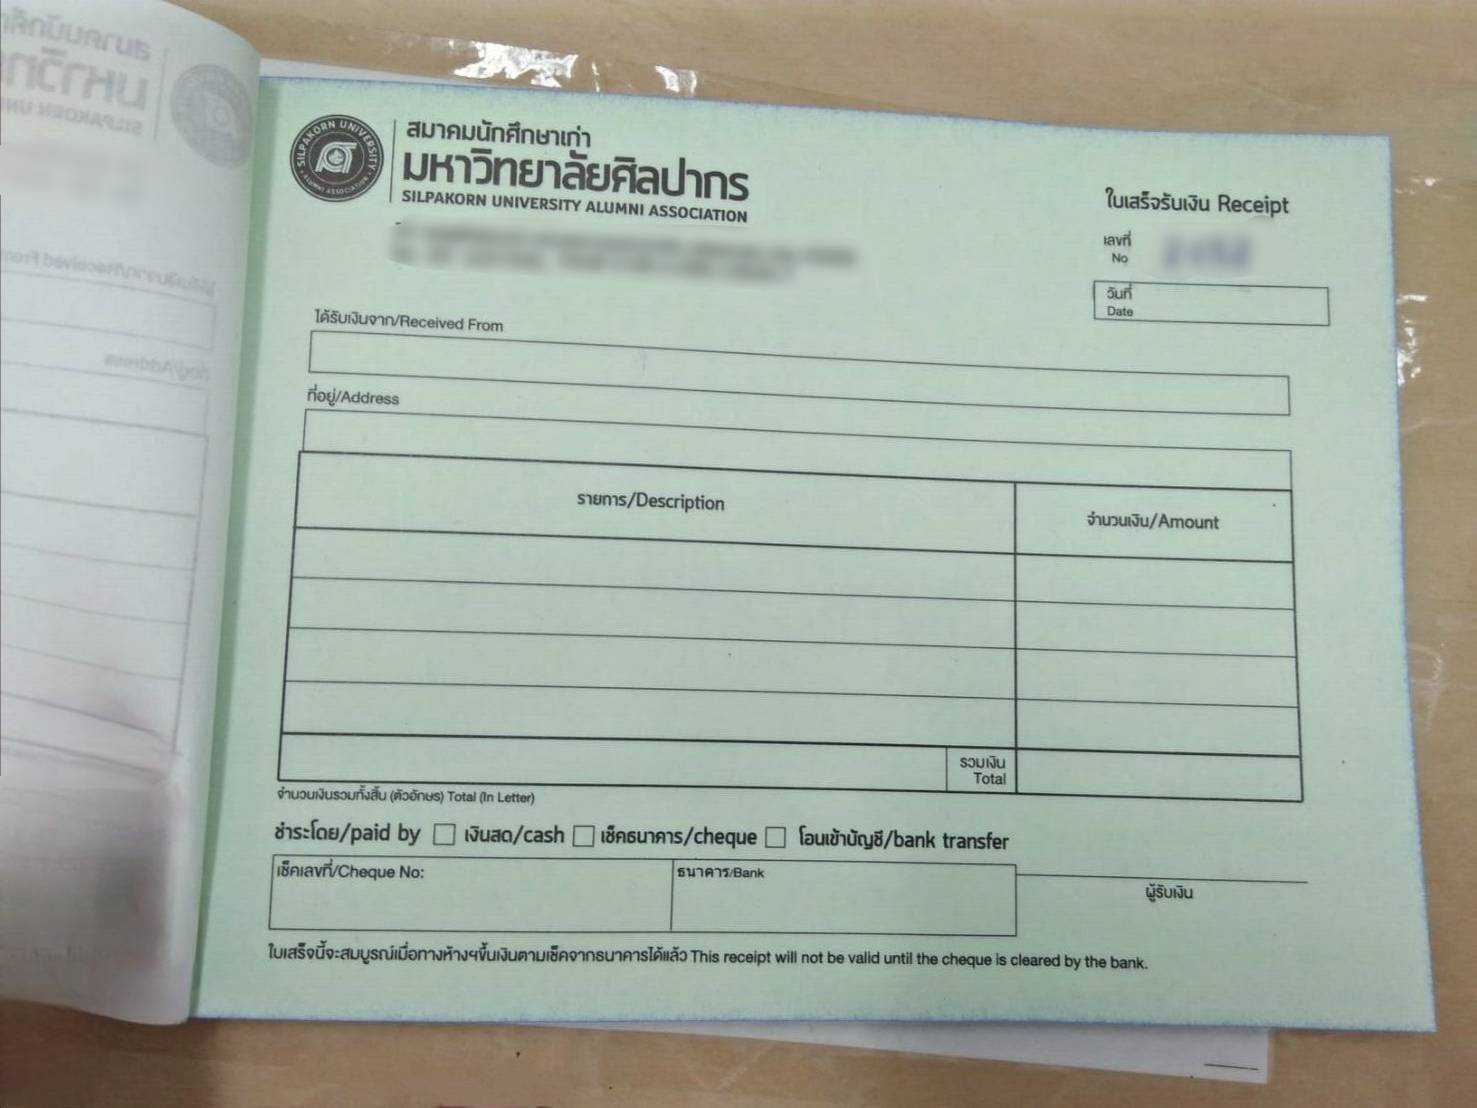 สมาคมนักศึกษาเก่า
มหาวิทยาลัยศิลปากร
SILPAKORN UNIVERSITY ALUMNI ASSOCIATION
SILPAKORN UNIVERSITY
ALUMNI ASSOCIATION
ใบเสร็จรับเงิน Receipt
เลขที่
No
วันที่
Date
ได้รับเงินจาก/Received From
ที่อยู่/Address
รายการ/Description จำนวนเงิน/Amount
รวมเงิน
Total
จำนวนเงินรวมทั้งสิ้น (ตัวอักษร) Total (In Letter)
ชำระโดย/paid by เงินสด/cash เช็คธนาคาร/cheque โอนเข้าบัญชี/bank transfer
เช็คเลขที่/Cheque No: ธนาคาร/Bank
ผู้รับเงิน
ใบเสร็จนี้จะสมบูรณ์เมื่อทางห้างฯขึ้นเงินตามเช็คจากธนาคารได้แล้ว This receipt will not be valid until the cheque is cleared by the bank.